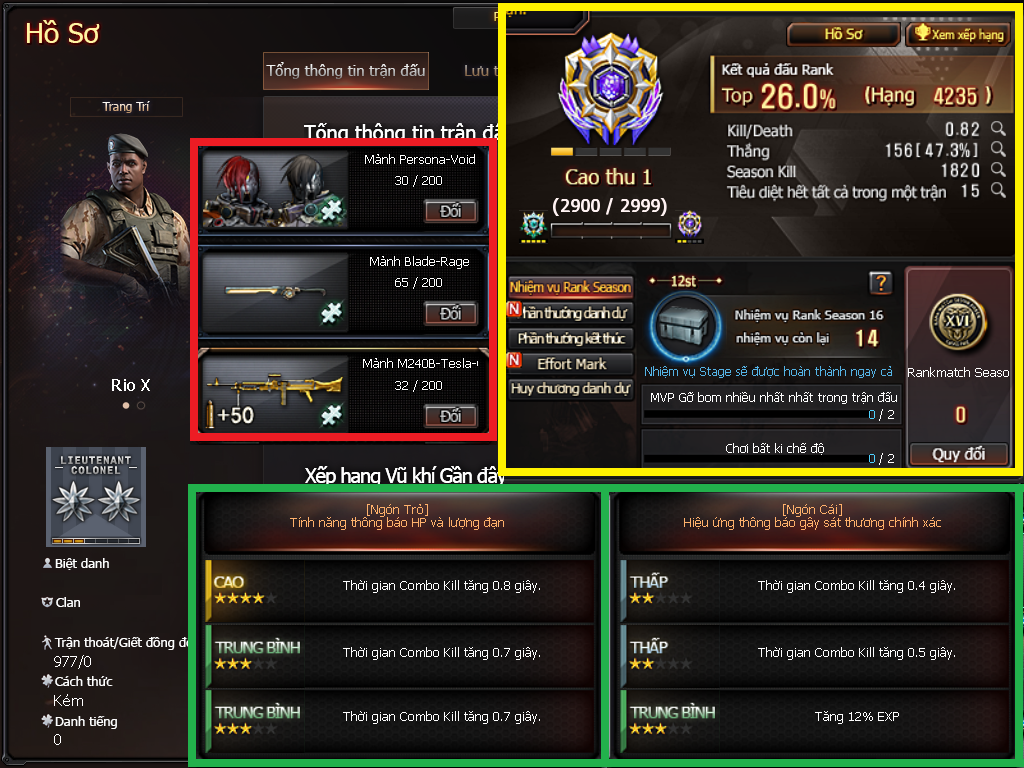 Hồ Sơ
Tổng thông tin trận đấu
Lưu t
Trang Trí
Tổng thông tin trận đấ
Mảnh Persona-Void
30 / 200
Đổi
Mảnh Blade-Rage
65 / 200
Đổi
Mảnh M240B-Tesla-
32 / 200
+50
Đổi
Rio X
LIEUTENANT
COLONEL
Xếp hạng Vũ khí Gần đây
Biệt danh
Clan
Trận thoát/Giết đồng đ
977/0
Cách thức
Kém
Danh tiếng
0
Hồ Sơ
Xem xếp hạng
Kết quả đấu Rank
Top 26.0% (Hạng 4235 )
Kill/Death 0.82
Thắng 156[47.3%]
Season Kill 1820
Tiêu diệt hết tất cả trong một trận 15
Cao thu 1
(2900 / 2999)
Nhiệm vụ Rank Season
N
Phần thưởng danh dự
Phần thưởng kết thúc
N
Effort Mark
Huy chương danh dự
12st
?
Nhiệm vụ Rank Season 16
nhiệm vụ còn lại 14
Nhiệm vụ Stage sẽ được hoàn thành ngay cả
MVP Gỡ bom nhiều nhất nhất trong trận đấu
0 / 2
Chơi bất kì chế độ
0 / 2
XVI
Rankmatch Seaso
0
Quy đổi
[Ngón Trỏ]
Tính năng thông báo HP và lượng đạn
CAO
Thời gian Combo Kill tăng 0.8 giây.
TRUNG BÌNH
Thời gian Combo Kill tăng 0.7 giây.
TRUNG BÌNH
Thời gian Combo Kill tăng 0.7 giây.
[Ngón Cái]
Hiệu ứng thông báo gây sát thương chính xác
THẤP
Thời gian Combo Kill tăng 0.4 giây.
THẤP
Thời gian Combo Kill tăng 0.5 giây.
TRUNG BÌNH
Tăng 12% EXP